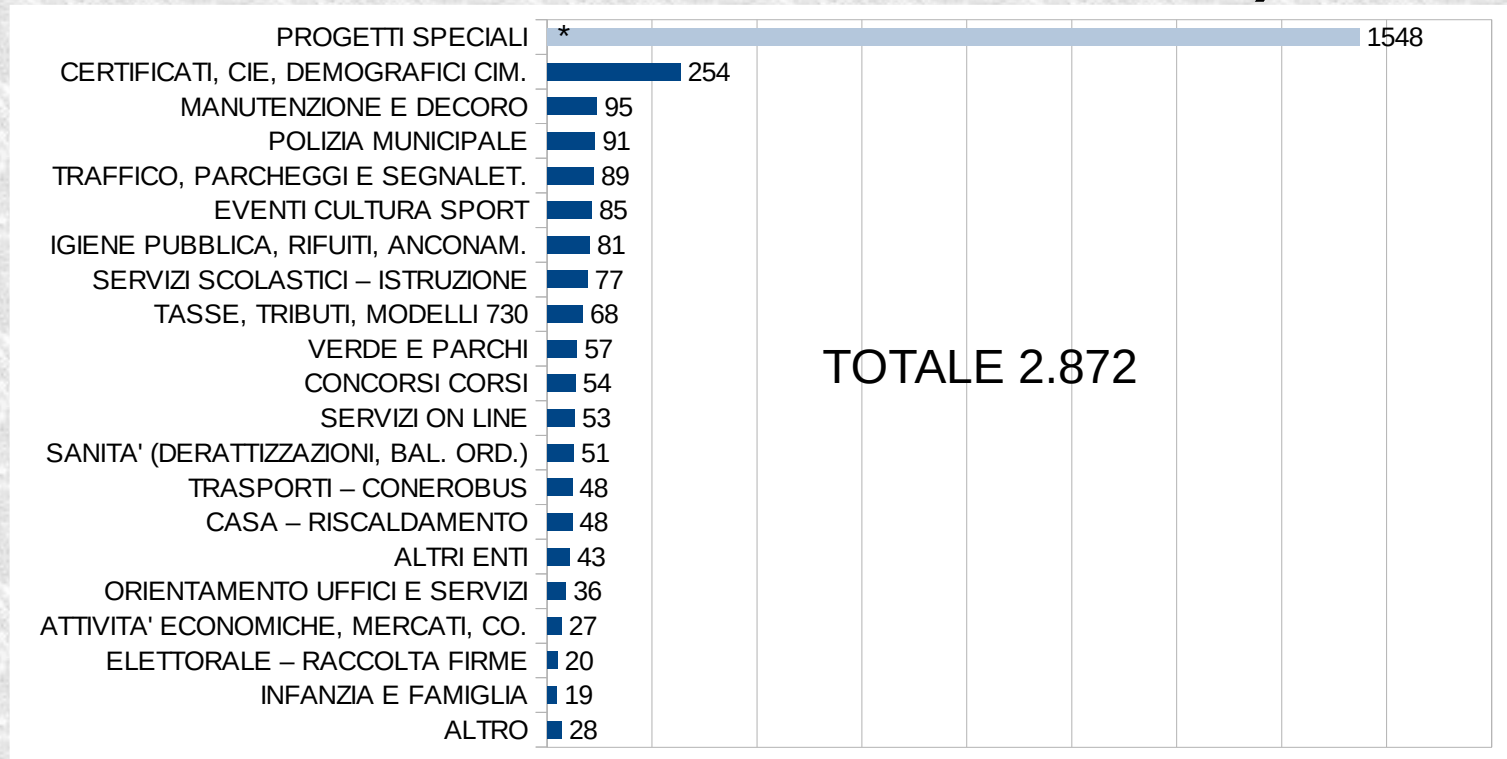 PROGETTI SPECIALI * 1548
CERTIFICATI, CIE, DEMOGRAFICI CIM. 254
MANUTENZIONE E DECORO 95
POLIZIA MUNICIPALE 91
TRAFFICO, PARCHEGGI E SEGNALET. 89
EVENTI CULTURA SPORT 85
IGIENE PUBBLICA, RIFIUTI, ANCONAM. 81
SERVIZI SCOLASTICI – ISTRUZIONE 77
TASSE, TRIBUTI, MODELLI 730 68
VERDE E PARCHI 57
TOTALE 2.872
CONCORSI CORSI 54
SERVIZI ON LINE 53
SANITA' (DERATTIZZAZIONI, BAL. ORD.) 51
TRASPORTI – CONEROBUS 48
CASA – RISCALDAMENTO 48
ALTRI ENTI 43
ORIENTAMENTO UFFICI E SERVIZI 36
ATTIVITA' ECONOMICHE, MERCATI, CO. 27
ELETTORALE – RACCOLTA FIRME 20
INFANZIA E FAMIGLIA 19
ALTRO 28